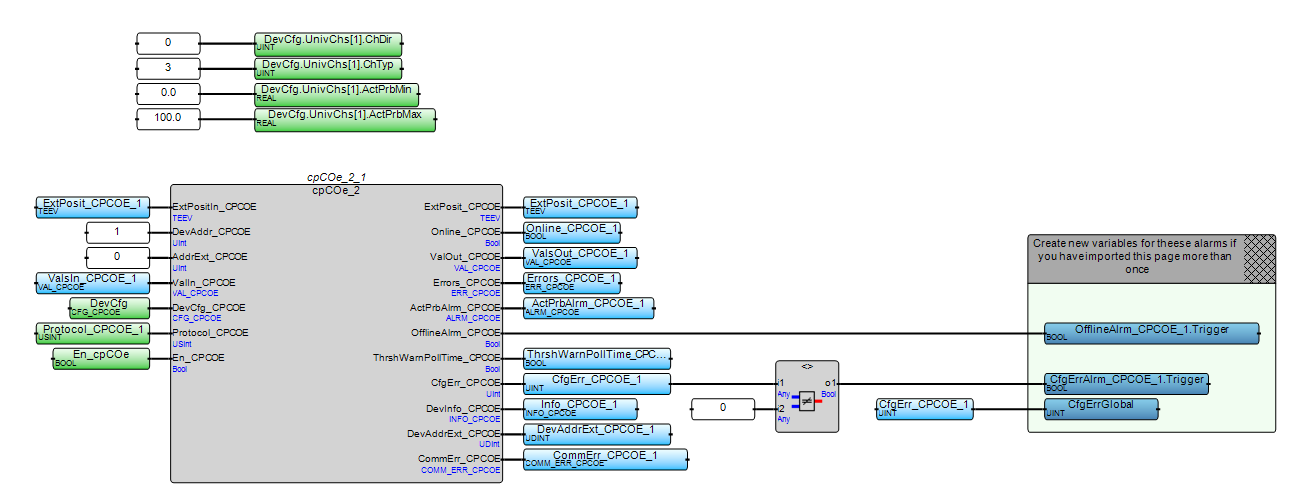 0
DevCfg.UnivChs[1].ChDir
UINT
3
DevCfg.UnivChs[1].ChTyp
UINT
0.0
DevCfg.UnivChs[1].ActPrbMin
REAL
100.0
DevCfg.UnivChs[1].ActPrbMax
REAL
cpCOe_2_1
cpCOe_2
ExtPosit_CPCOE_1
TEEV
ExtPositIn_CPCOE
TEEV
ExtPosit_CPCOE
TEEV
ExtPosit_CPCOE_1
TEEV
1
DevAddr_CPCOE
UInt
Online_CPCOE
Bool
Online_CPCOE_1
BOOL
0
AddrExt_CPCOE
UInt
ValOut_CPCOE
VAL_CPCOE
ValsOut_CPCOE_1
VAL_CPCOE
ValsIn_CPCOE_1
VAL_CPCOE
ValIn_CPCOE
VAL_CPCOE
Errors_CPCOE
ERR_CPCOE
Errors_CPCOE_1
ERR_CPCOE
DevCfg
CFG_CPCOE
DevCfg_CPCOE
CFG_CPCOE
ActPrbAlrm_CPCOE
ALRM_CPCOE
ActPrbAlrm_CPCOE_1
ALRM_CPCOE
Protocol_CPCOE_1
USINT
Protocol_CPCOE
USInt
OfflineAlrm_CPCOE
Bool
En_cpCOe
BOOL
En_CPCOE
Bool
ThrshWarnPollTime_CPCOE
Bool
ThrshWarnPollTime_CPC...
BOOL
CfgErr_CPCOE
UInt
CfgErr_CPCOE_1
UINT
DevInfo_CPCOE
INFO_CPCOE
Info_CPCOE_1
INFO_CPCOE
DevAddrExt_CPCOE
UDInt
DevAddrExt_CPCOE_1
UDINT
CommErr_CPCOE
COMM_ERR_CPCOE
CommErr_CPCOE_1
COMM_ERR_CPCOE
0
<>
i1
Any
≠
i2
Any
o1
Bool
CfgErr_CPCOE_1
UINT
Create new variables for theese alarms if
you have imported this page more than
once
OfflineAlrm_CPCOE_1.Trigger
BOOL
CfgErrAlrm_CPCOE_1.Trigger
BOOL
CfgErrGlobal
UINT